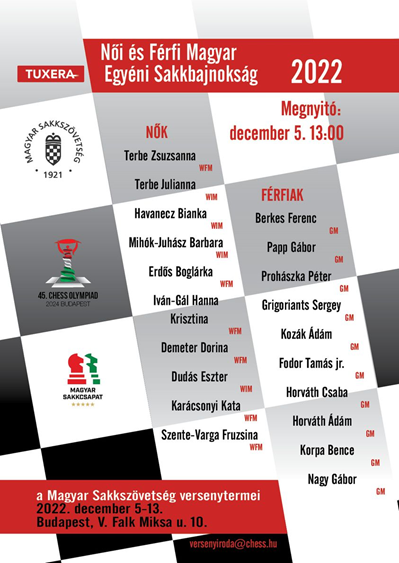 Női és Férfi Magyar
Egyéni Sakkbajnokság
2022
TUXERA
Megnyitó:
december 5. 13:00
MAGYAR SAKKSZÖVETSÉG
1921
NŐK
Terbe Zsuzsanna
WFM
Terbe Julianna
WIM
Havanecz Bianka
WIM
Mihók-Juhász Barbara
WIM
Erdős Boglárka
WFM
Iván-Gál Hanna
Krisztina
WFM
Demeter Dorina
WFM
Dudás Eszter
WIM
Karácsonyi Kata
WFM
Szente-Varga Fruzsina
WFM
FÉRFIAK
Berkes Ferenc
GM
Papp Gábor
GM
Prohászka Péter
GM
Grigoriants Sergey
GM
Kozák Ádám
GM
Fodor Tamás jr.
GM
Horváth Csaba
GM
Horváth Ádám
GM
Korpa Bence
GM
Nagy Gábor
GM
45. CHESS OLYMPIAD
2024 BUDAPEST
MAGYAR
SAKKCSAPAT
a Magyar Sakkszövetség versenytermei
2022. december 5-13.
Budapest, V. Falk Miksa u. 10.
versenyiroda@chess.hu